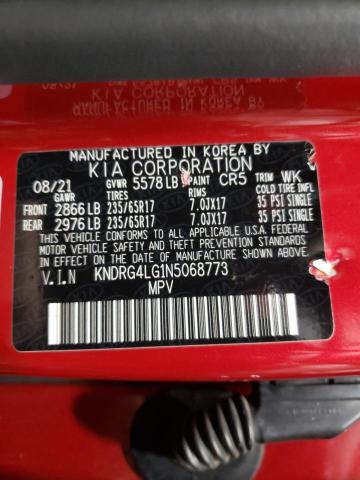 MANUFACTURED IN KOREA BY
KIA CORPORATION
08/21 GVWR 5578 LB PAINT CR5 TRIM WK
GAWR TIRES RIMS COLD TIRE INFL
FRONT 2866 LB 235/65R17 7.0JX17 35 PSI SINGLE
REAR 2976 LB 235/65R17 7.0JX17 35 PSI SINGLE
THIS VEHICLE CONFORMS TO ALL APPLICABLE U.S.A. FEDERAL
MOTOR VEHICLE SAFETY AND THEFT PREVENTION STANDARDS
IN EFFECT ON THE DATE OF MANUFACTURE SHOWN ABOVE.
V.I.N KNDRG4LG1N5068773
MPV